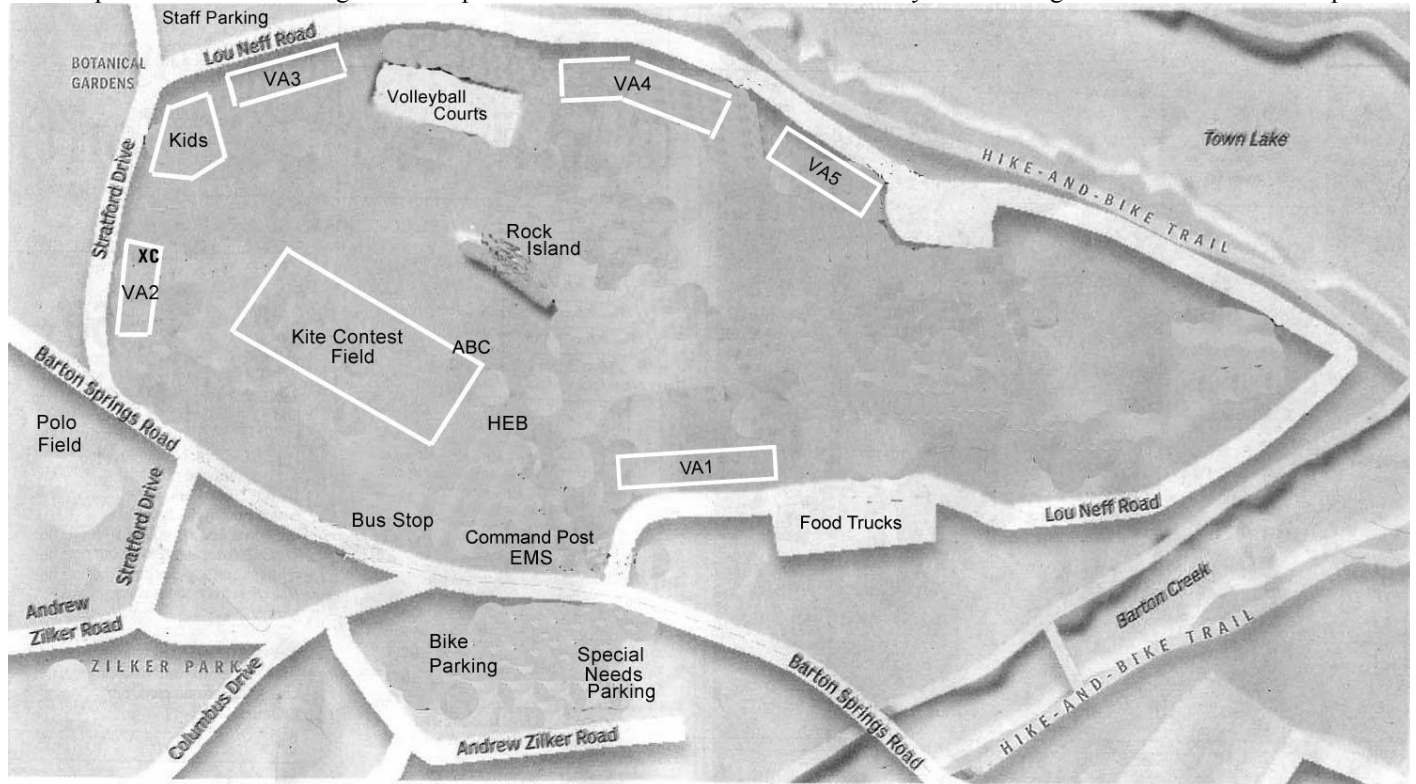 Staff Parking
Lou Neff Road
BOTANICAL
GARDENS
VA3
VA4
Volleyball
Courts
Kids
VA5
Town Lake
HIKE-AND-BIKE TRAIL
Stratford Drive
Rock
Island
XC
VA2
Kite Contest
Field
ABC
Barton Springs Road
HEB
Polo
Field
VA1
Stratford Drive
Bus Stop
Command Post
EMS
Food Trucks
Lou Neff Road
Andrew
Zilker Road
ZILKER PARK
Columbus Drive
Bike
Parking
Special
Needs
Parking
Andrew Zilker Road
Barton Springs Road
Barton Creek
HIKE-AND-BIKE TRAIL